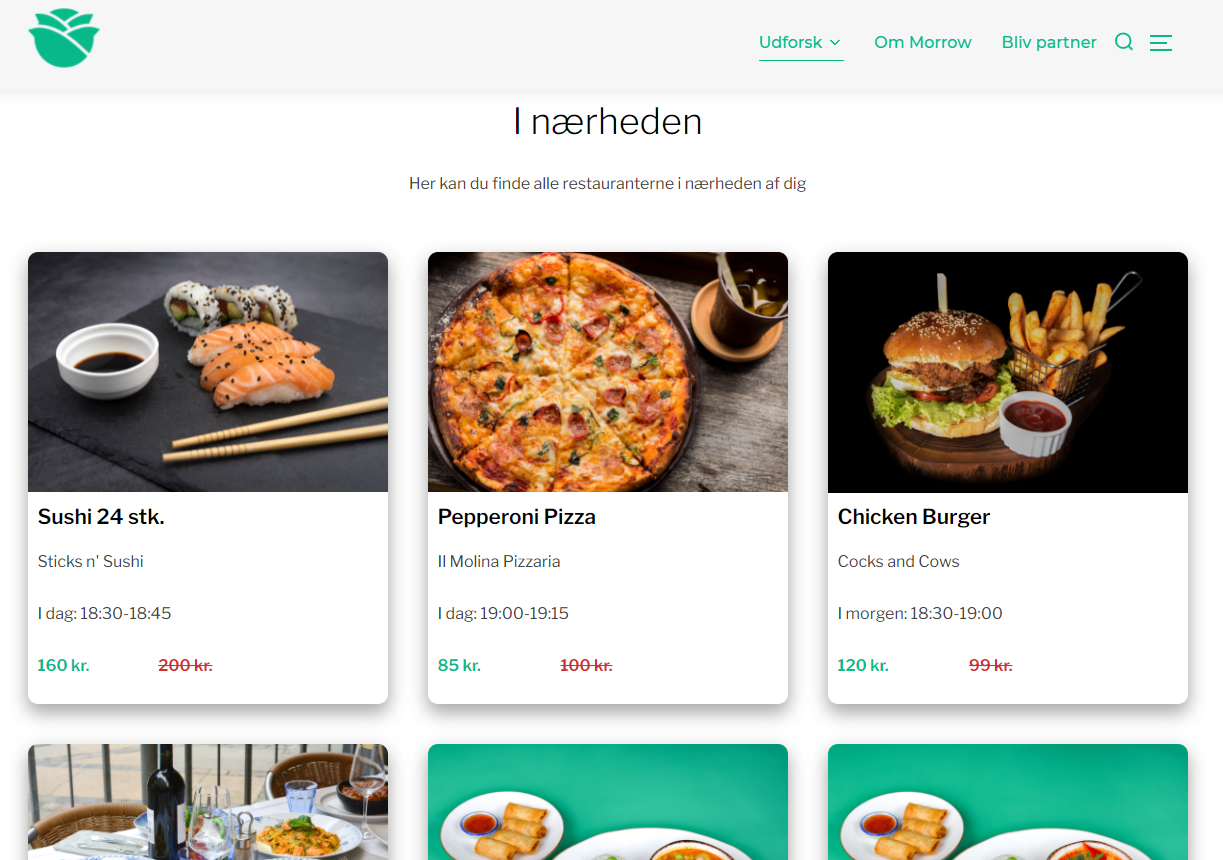 Udforsk Om Morrow Bliv partner
I nærheden
Her kan du finde alle restauranterne i nærheden af dig
Sushi 24 stk.
Sticks n' Sushi
I dag: 18:30-18:45
160 kr. 200 kr.
Pepperoni Pizza
Il Molina Pizzaria
I dag: 19:00-19:15
85 kr. 100 kr.
Chicken Burger
Cocks and Cows
I morgen: 18:30-19:00
120 kr. 99 kr.